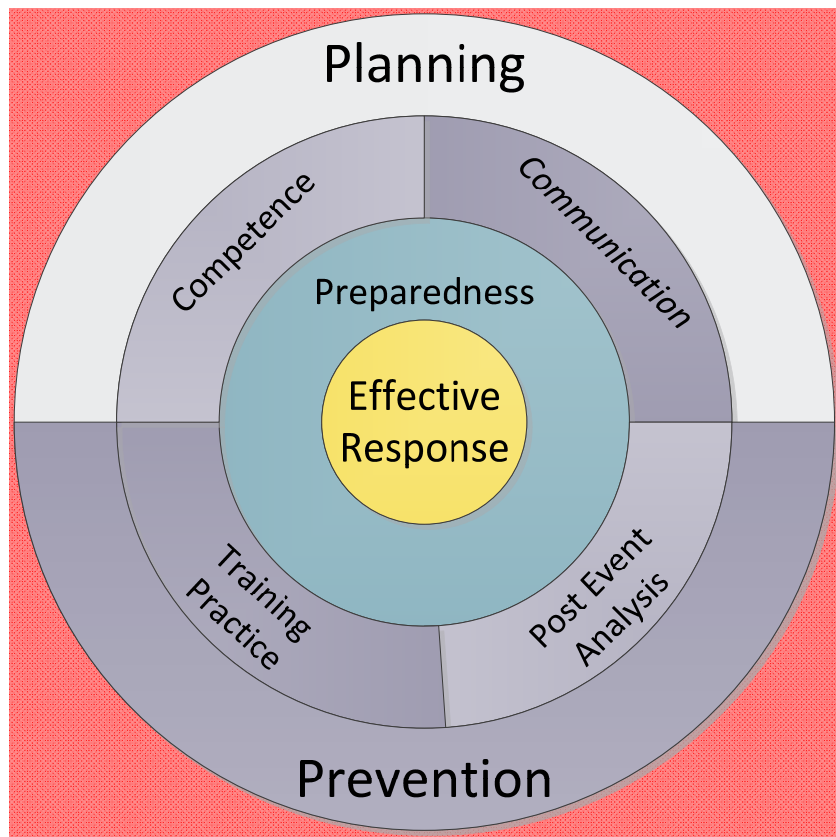 Planning
Competence
Communication
Preparedness
Effective
Response
Training
Practice
Post Event
Analysis
Prevention